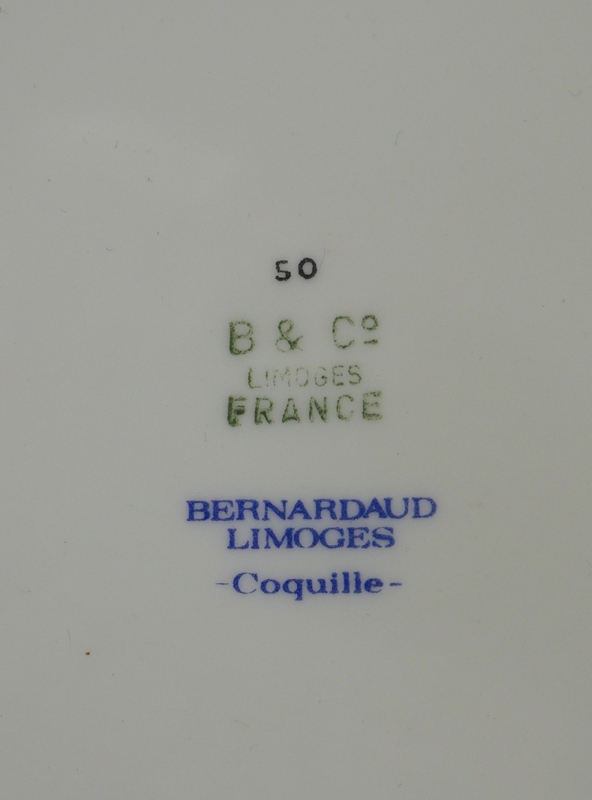 50
B & Cº
LIMOGES
FRANCE
BERNARDAUD
LIMOGES
-Coquille-